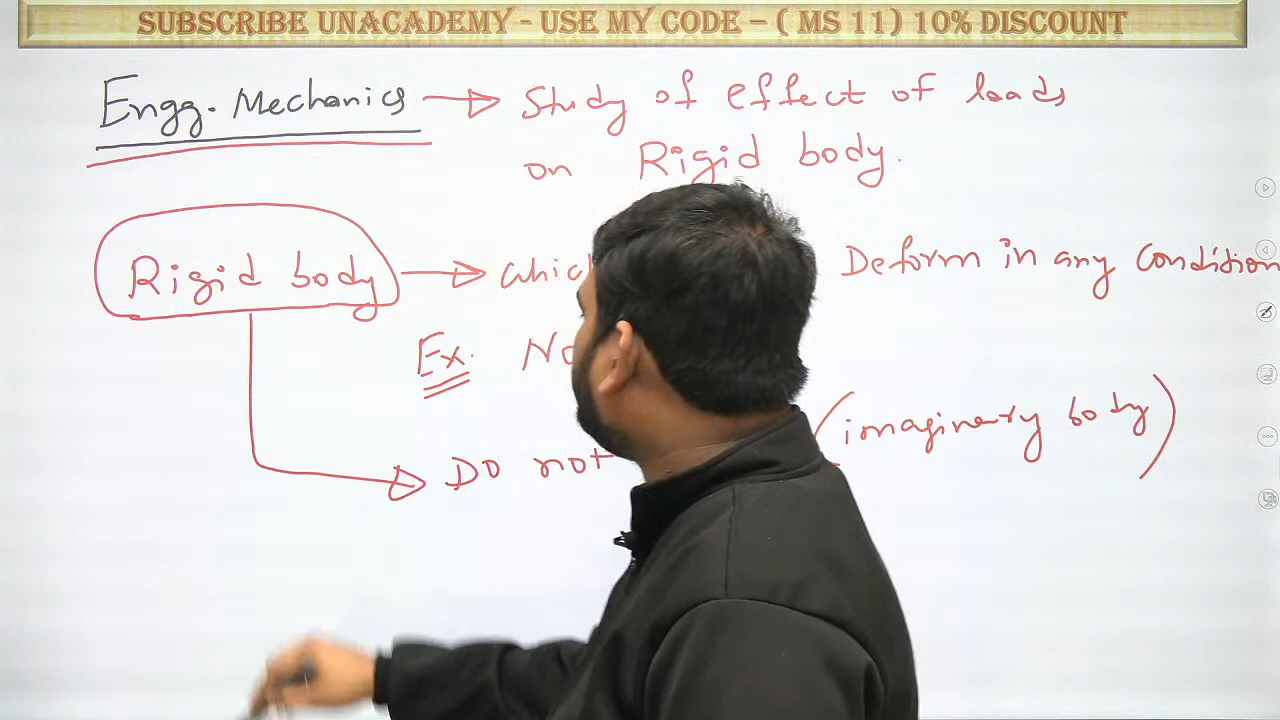 SUBSCRIBE UNACADEMY - USE MY CODE – ( MS 11) 10% DISCOUNT
Engg. Mechanics → Study of effect of loads
on Rigid body.
Rigid body → Deform in any condition
Ex.
Do not (imaginary body)